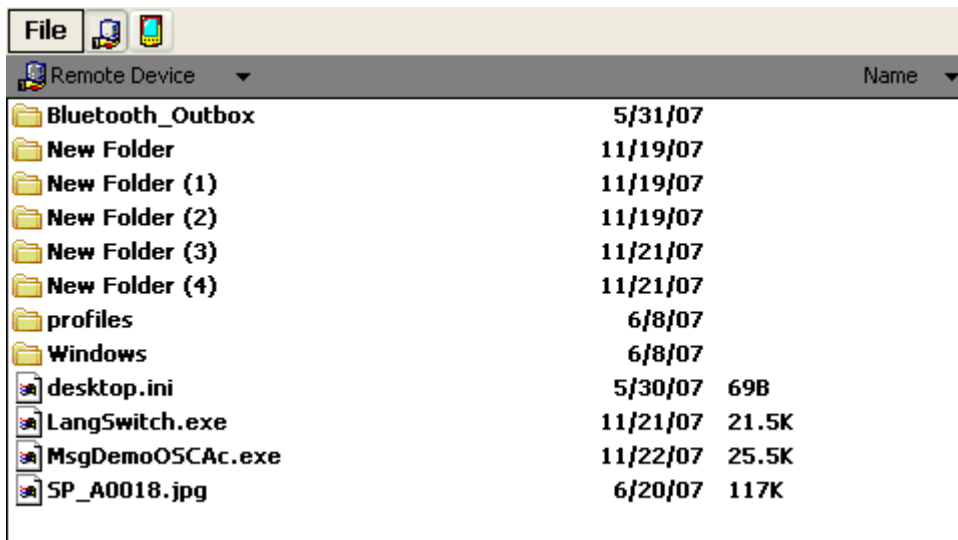 File
Remote Device Name
Bluetooth_Outbox 5/31/07
New Folder 11/19/07
New Folder (1) 11/19/07
New Folder (2) 11/19/07
New Folder (3) 11/21/07
New Folder (4) 11/21/07
profiles 6/8/07
Windows 6/8/07
desktop.ini 5/30/07 69B
LangSwitch.exe 11/21/07 21.5K
MsgDemoOSCAc.exe 11/22/07 25.5K
SP_A0018.jpg 6/20/07 117K